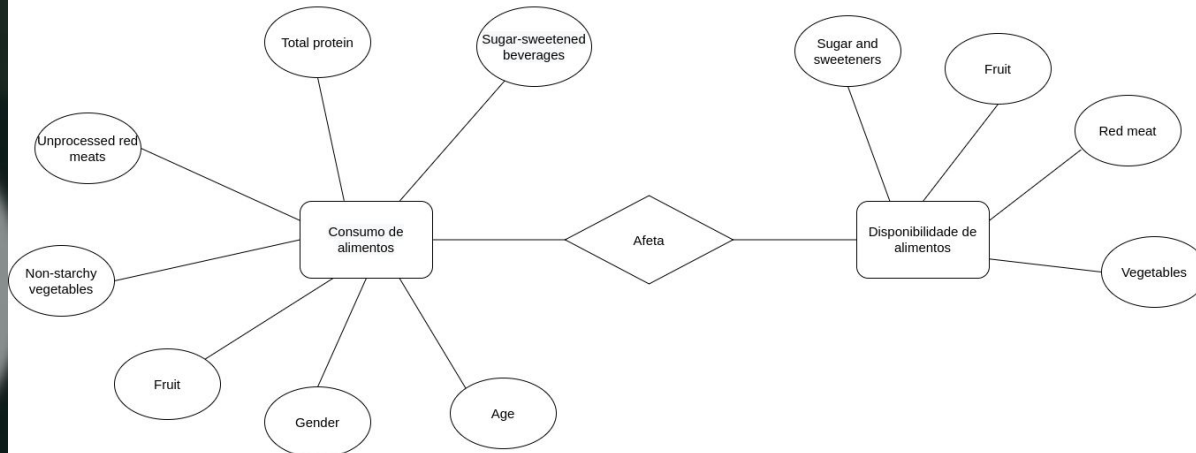 Total protein
Sugar-sweetened
beverages
Sugar and
sweeteners
Fruit
Red meat
Unprocessed red
meats
Consumo de
alimentos
Afeta
Disponibilidade de
alimentos
Non-starchy
vegetables
Vegetables
Fruit
Gender
Age